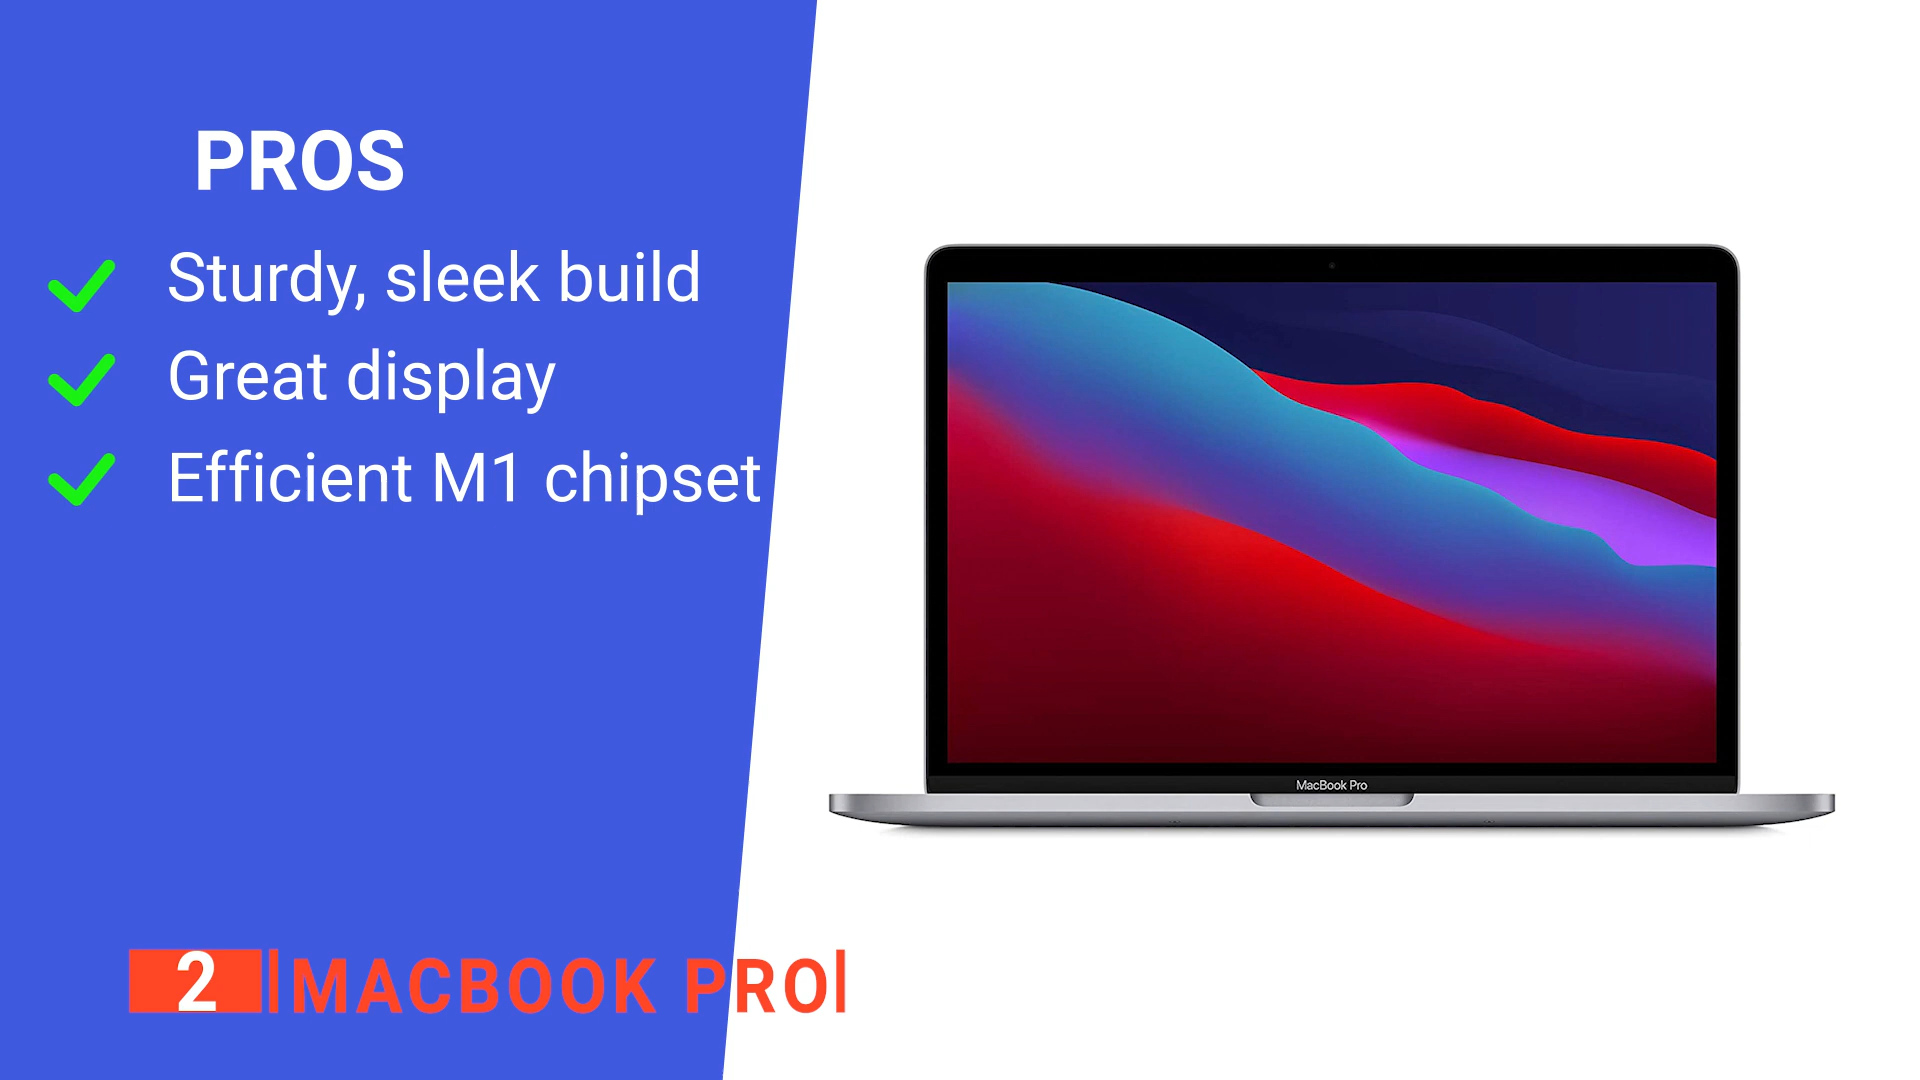 PROS
Sturdy, sleek build
Great display
Efficient M1 chipset
MacBook Pro
2 MACBOOK PRO